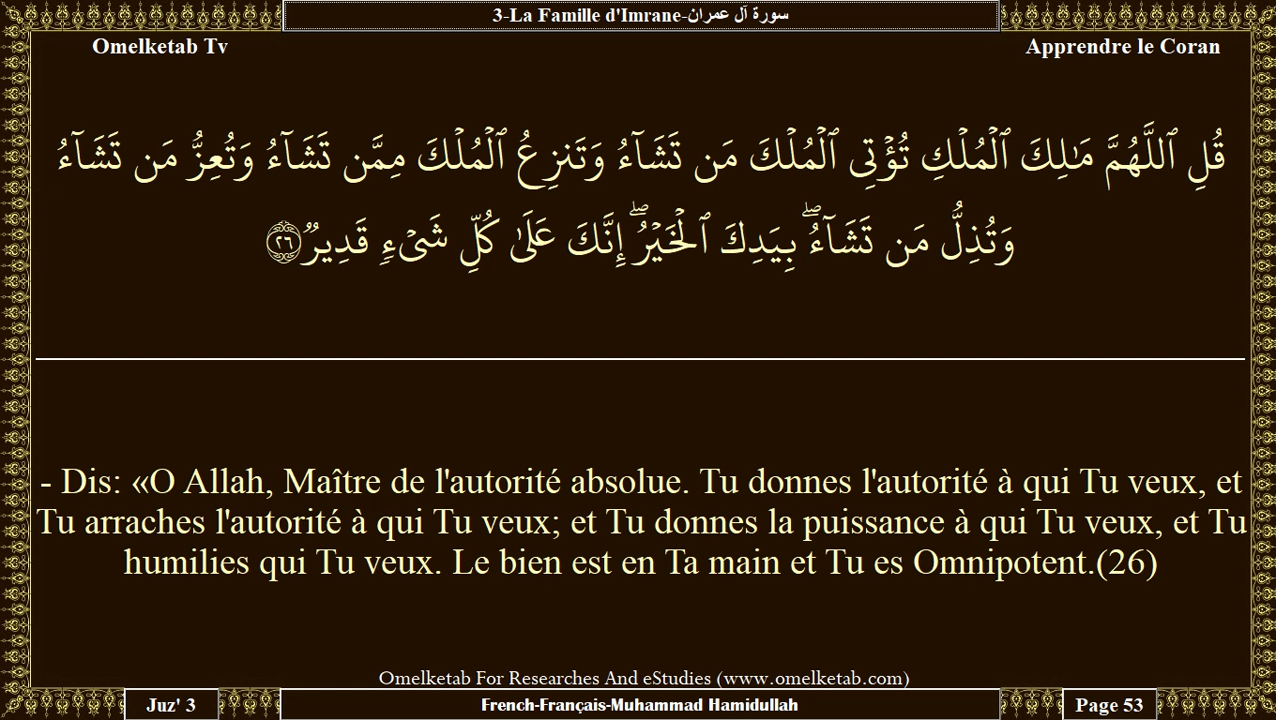 3-La Famille d'Imrane-سورة آل عمران
Omelketab Tv
Apprendre le Coran
قُلِ ٱللَّهُمَّ مَـٰلِكَ ٱلْمُلْكِ تُؤْتِى ٱلْمُلْكَ مَن تَشَآءُ وَتَنزِعُ ٱلْمُلْكَ مِمَّن تَشَآءُ وَتُعِزُّ مَن تَشَآءُ
وَتُذِلُّ مَن تَشَآءُ ۖ بِيَدِكَ ٱلْخَيْرُ ۖ إِنَّكَ عَلَىٰ كُلِّ شَىْءٍ قَدِيرٌ ٢٦
- Dis: «O Allah, Maître de l'autorité absolue. Tu donnes l'autorité à qui Tu veux, et
Tu arraches l'autorité à qui Tu veux; et Tu donnes la puissance à qui Tu veux, et Tu
humilies qui Tu veux. Le bien est en Ta main et Tu es Omnipotent.(26)
Omelketab For Researches And eStudies (www.omelketab.com)
Juz' 3
French-Français-Muhammad Hamidullah
Page 53